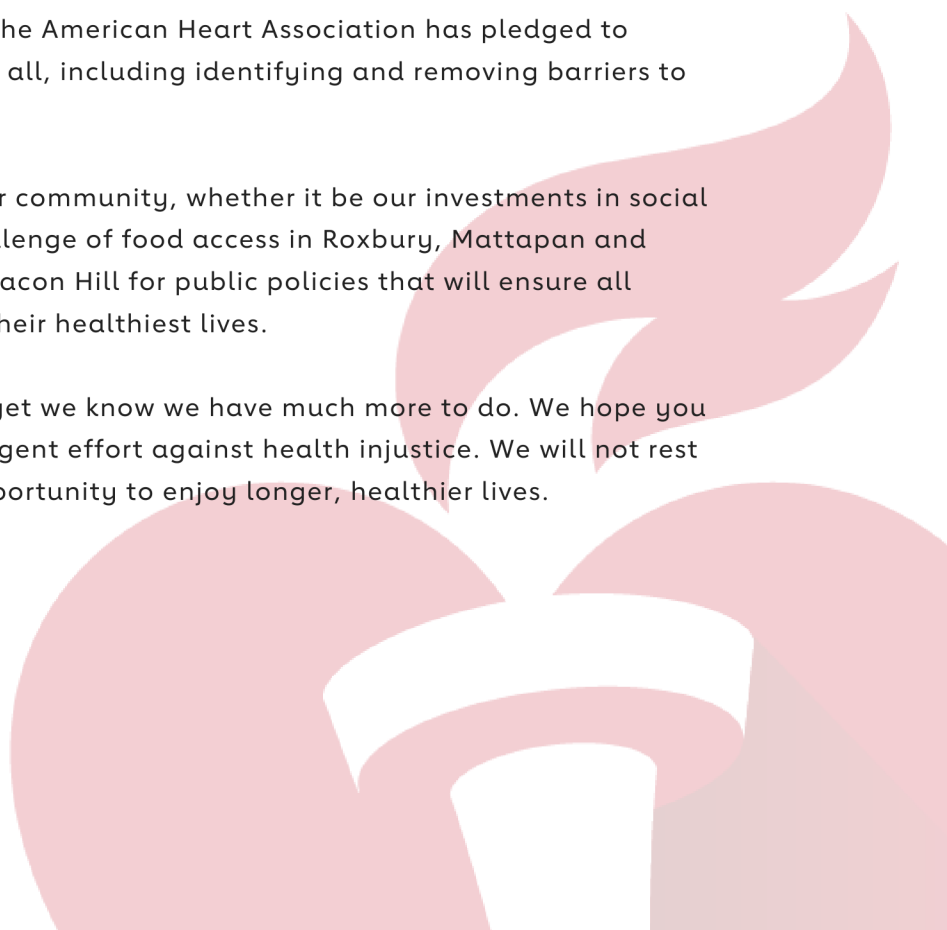 he American Heart Association has pledged to
all, including identifying and removing barriers to
r community, whether it be our investments in social
lenge of food access in Roxbury, Mattapan and
acon Hill for public policies that will ensure all
heir healthiest lives.
yet we know we have much more to do. We hope you
gent effort against health injustice. We will not rest
portunity to enjoy longer, healthier lives.